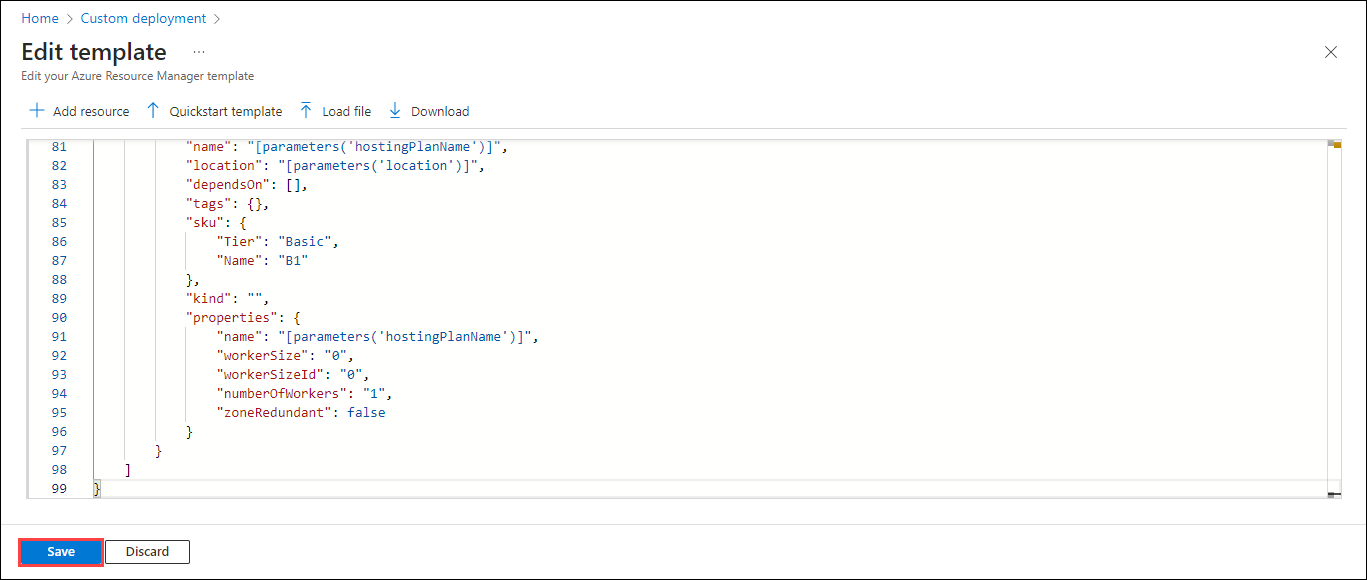 Home > Custom deployment >
Edit template ...
Edit your Azure Resource Manager template
Add resource Quickstart template Load file Download
81 "name": "[parameters('hostingPlanName')]",
82 "location": "[parameters('location')]",
83 "dependsOn": [],
84 "tags": {},
85 "sku": {
86 "Tier": "Basic",
87 "Name": "B1"
88 },
89 "kind": "",
90 "properties": {
91 "name": "[parameters('hostingPlanName')]",
92 "workerSize": "0",
93 "workerSizeId": "0",
94 "numberOfWorkers": "1",
95 "zoneRedundant": false
96 }
97 }
98 ]
99 }
Save Discard